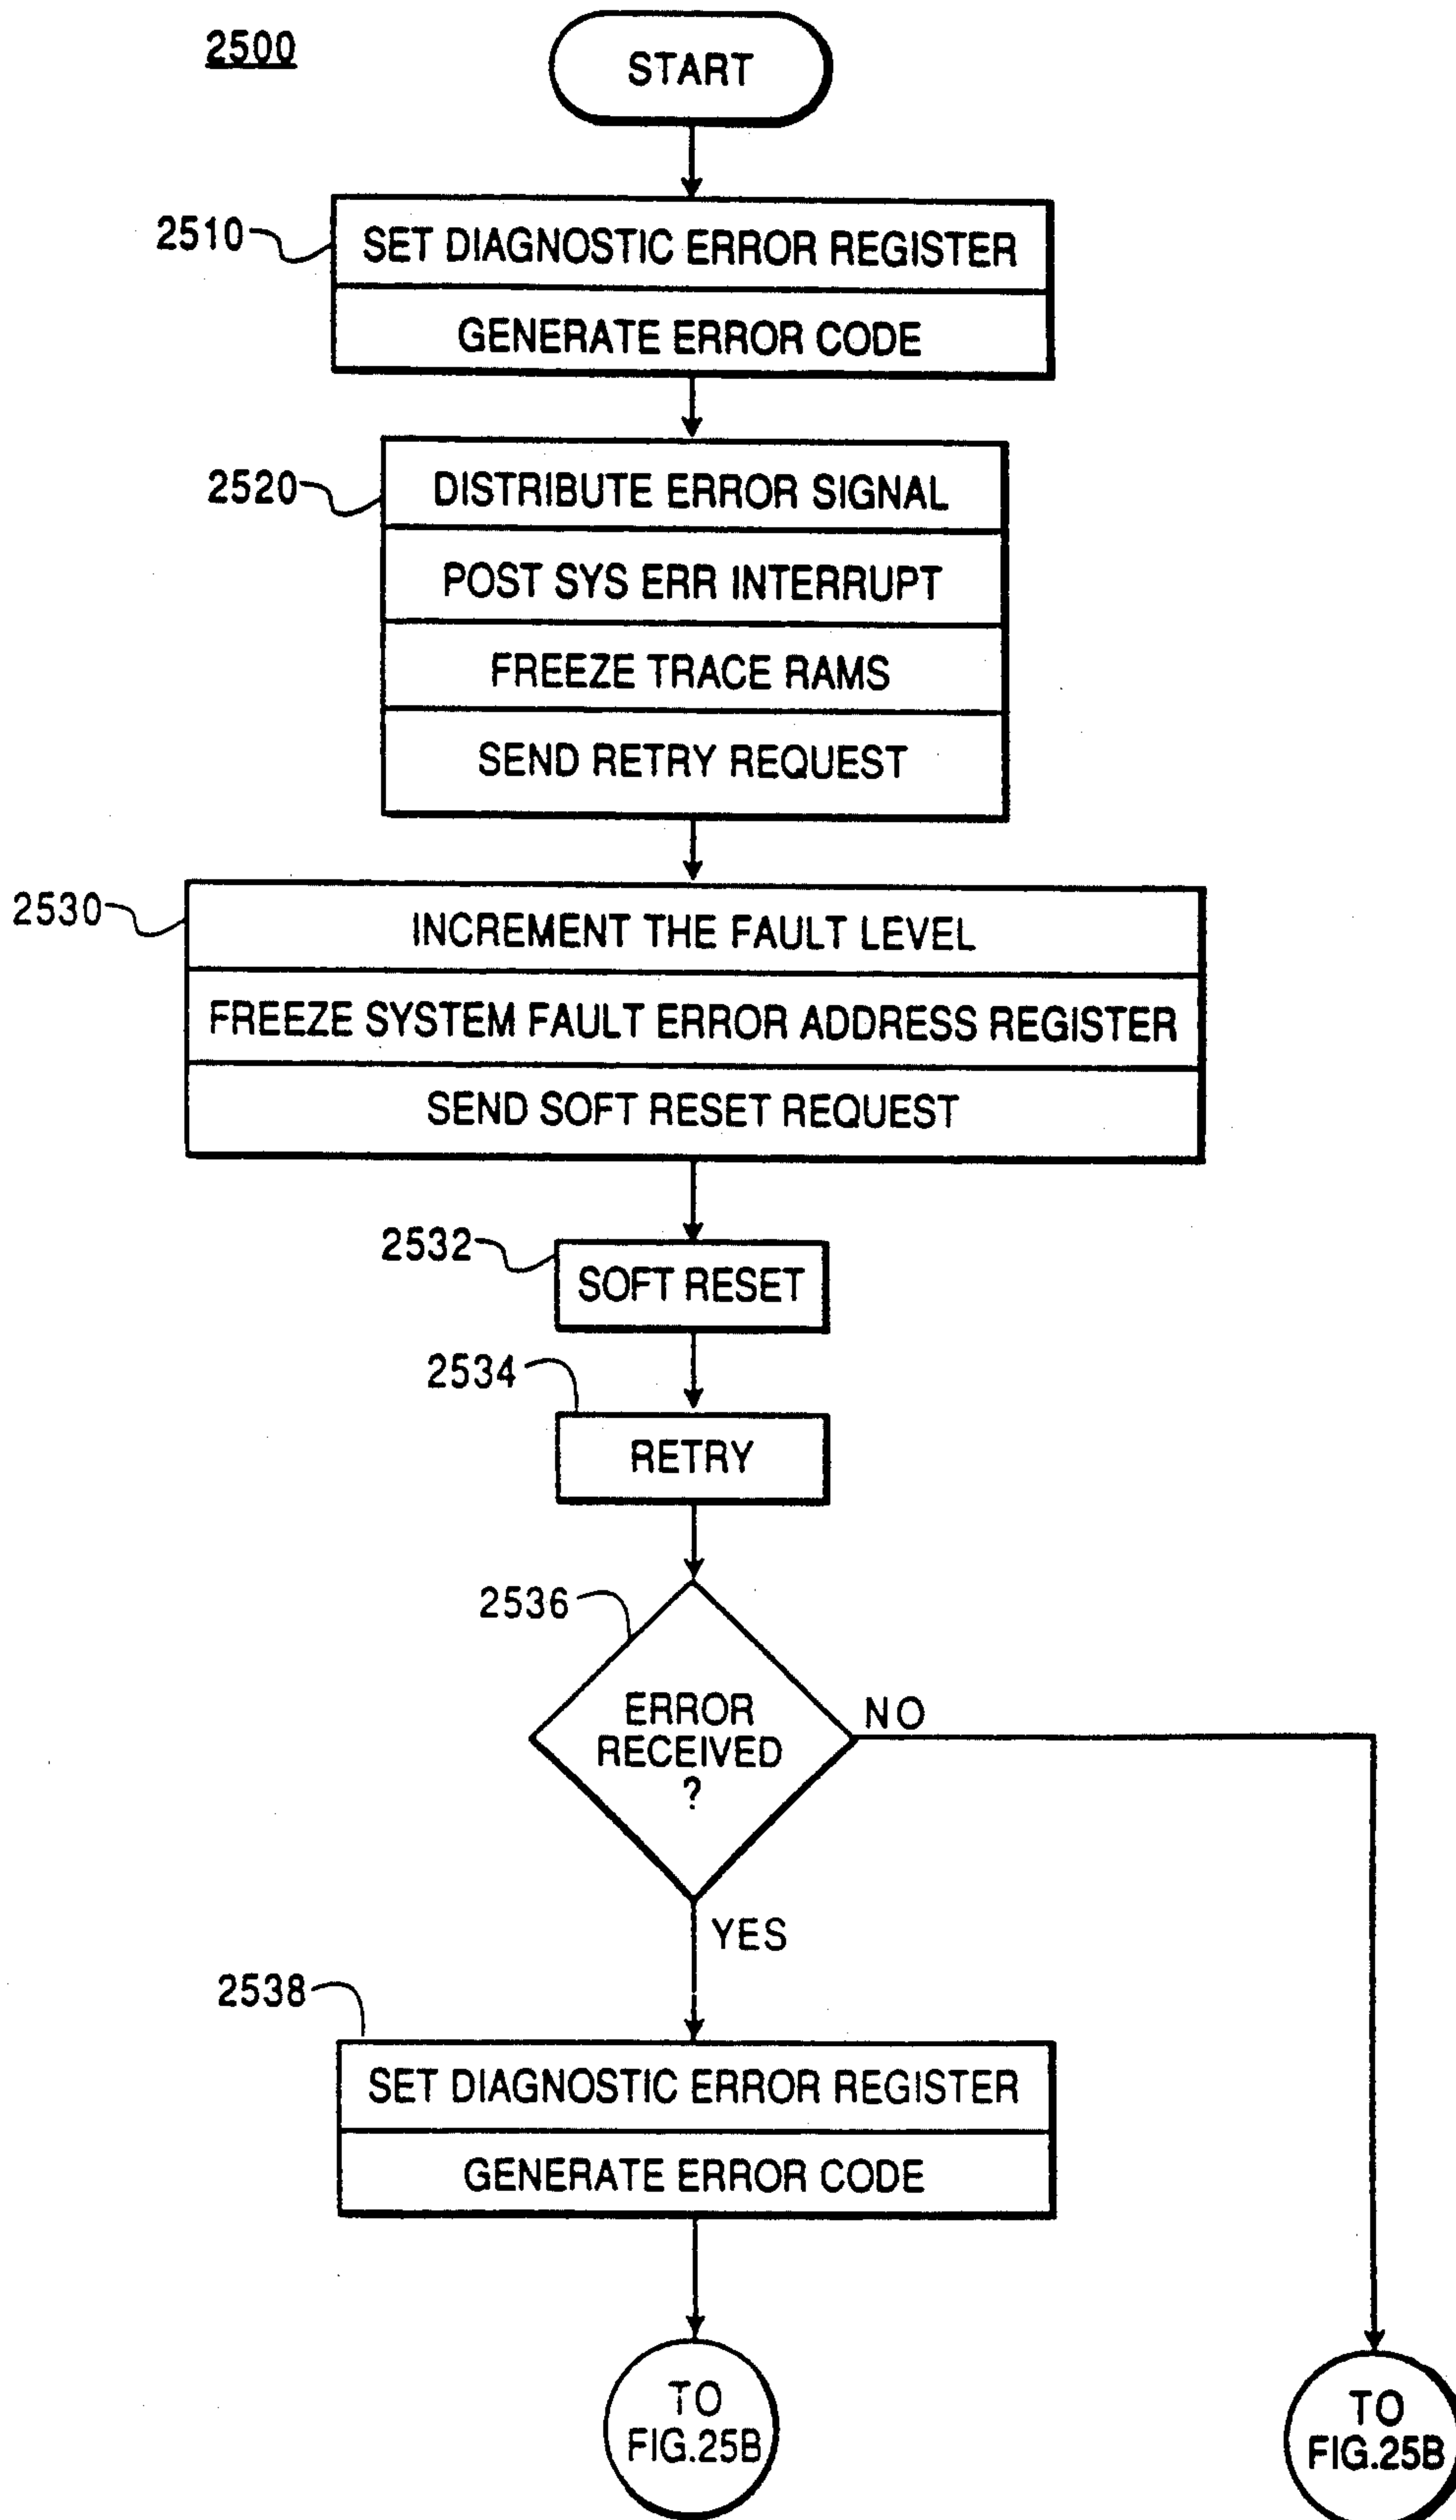 2500
START
2510
SET DIAGNOSTIC ERROR REGISTER
GENERATE ERROR CODE
2520
DISTRIBUTE ERROR SIGNAL
POST SYS ERR INTERRUPT
FREEZE TRACE RAMS
SEND RETRY REQUEST
2530
INCREMENT THE FAULT LEVEL
FREEZE SYSTEM FAULT ERROR ADDRESS REGISTER
SEND SOFT RESET REQUEST
2532
SOFT RESET
2534
RETRY
2536
ERROR
RECEIVED
?
NO
YES
2538
SET DIAGNOSTIC ERROR REGISTER
GENERATE ERROR CODE
TO
FIG.25B
TO
FIG.25B